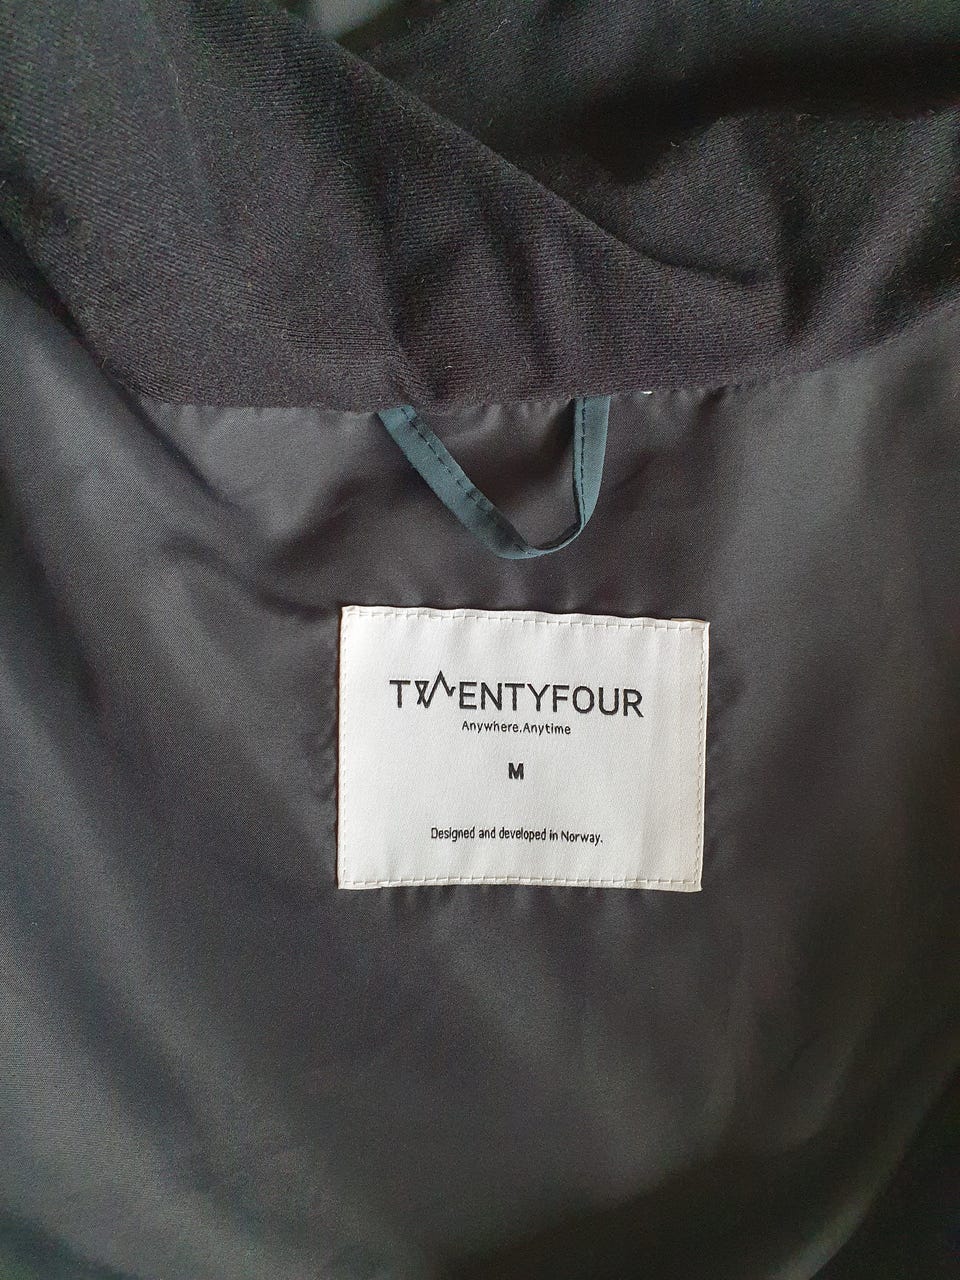 TWENTYFOUR
Anywhere.Anytime
M
Designed and developed in Norway.